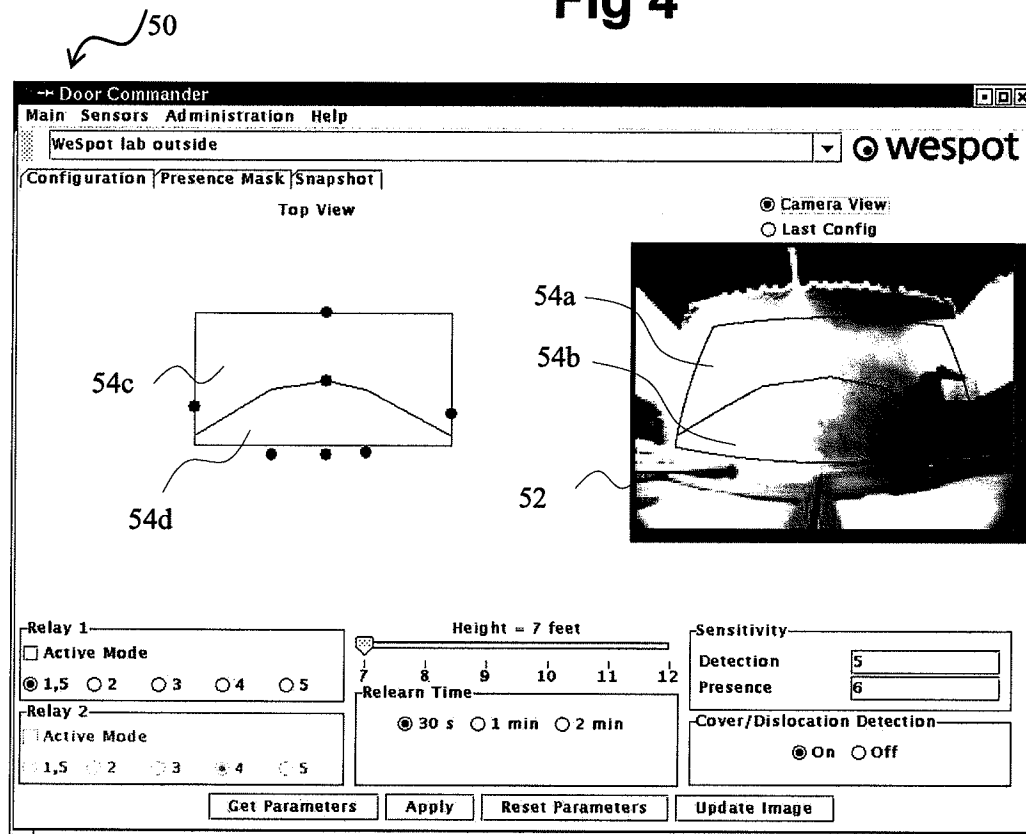 Fig 4
50
Door Commander
Main Sensors Administration Help
WeSpot lab outside
wespot
Configuration Presence Mask Snapshot
Top View
Camera View
Last Config
54a
54b
54c
54d
52
Relay 1
Active Mode
1,5 2 3 4 5
Relay 2
Active Mode
1,5 2 3 4 5
Height = 7 feet
7 8 9 10 11 12
Relearn Time
30 s 1 min 2 min
Sensitivity
Detection 5
Presence 6
Cover/Dislocation Detection
On Off
Get Parameters Apply Reset Parameters Update Image